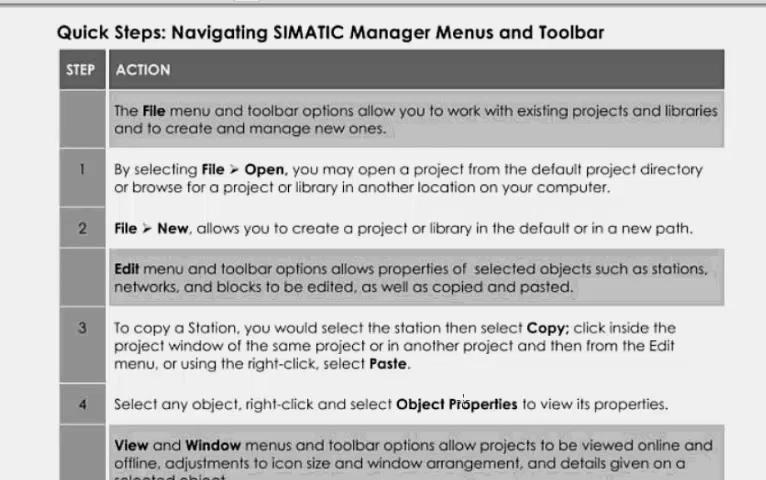 Quick Steps: Navigating SIMATIC Manager Menus and Toolbar
STEP ACTION
The File menu and toolbar options allow you to work with existing projects and libraries
and to create and manage new ones.
1 By selecting File ➢ Open, you may open a project from the default project directory
or browse for a project or library in another location on your computer.
2 File ➢ New, allows you to create a project or library in the default or in a new path.
Edit menu and toolbar options allows properties of selected objects such as stations,
networks, and blocks to be edited, as well as copied and pasted.
3 To copy a Station, you would select the station then select Copy; click inside the
project window of the same project or in another project and then from the Edit
menu, or using the right-click, select Paste.
4 Select any object, right-click and select Object Properties to view its properties.
View and Window menus and toolbar options allow projects to be viewed online and
offline, adjustments to icon size and window arrangement, and details given on a
selected object